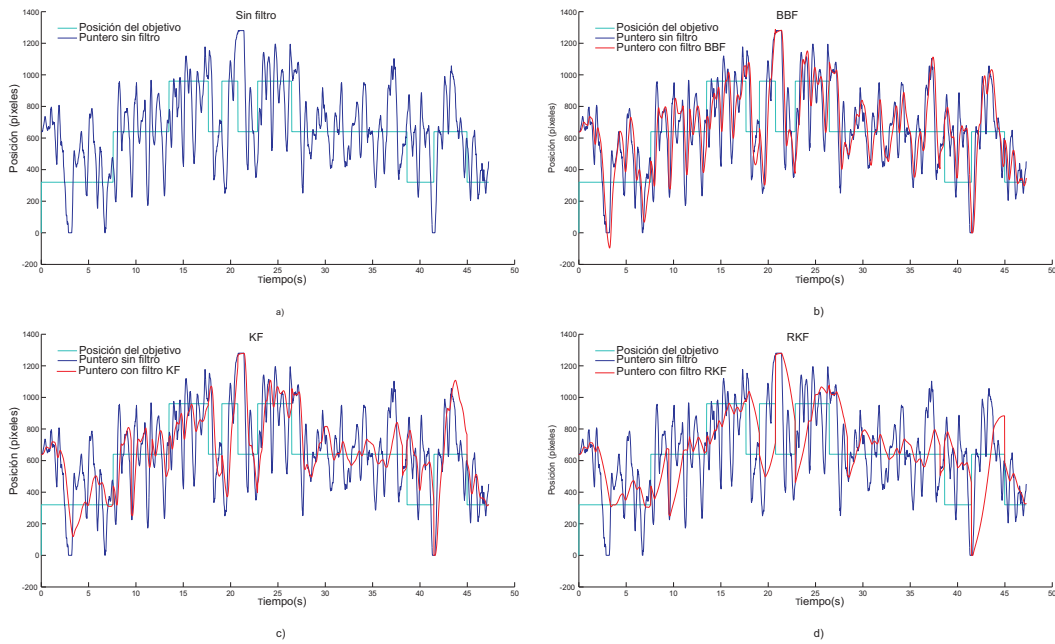 Sin filtro
Posición del objetivo
Puntero sin filtro
Posición (píxeles)
1400
1200
1000
800
600
400
200
0
-200
0 5 10 15 20 25 30 35 40 45 50
Tiempo(s)
a)
BBF
Posición del objetivo
Puntero sin filtro
Puntero con filtro BBF
Posición (píxeles)
1400
1200
1000
800
600
400
200
0
-200
0 5 10 15 20 25 30 35 40 45 50
Tiempo(s)
b)
KF
Posición del objetivo
Puntero sin filtro
Puntero con filtro KF
Posición (píxeles)
1400
1200
1000
800
600
400
200
0
-200
0 5 10 15 20 25 30 35 40 45 50
Tiempo(s)
c)
RKF
Posición del objetivo
Puntero sin filtro
Puntero con filtro RKF
Posición (píxeles)
1400
1200
1000
800
600
400
200
0
-200
0 5 10 15 20 25 30 35 40 45 50
Tiempo(s)
d)